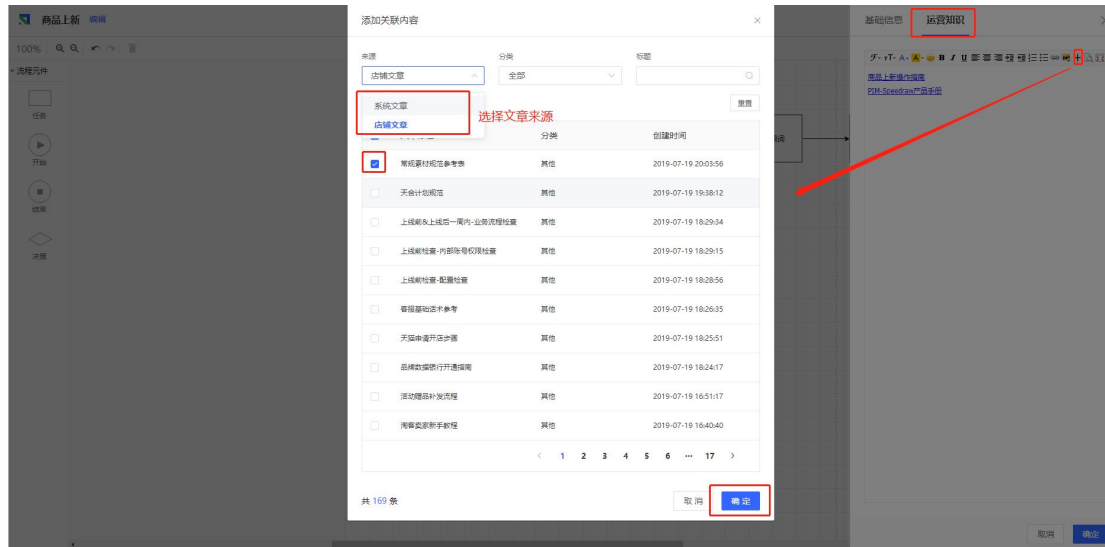 商品上新 编辑
100%
流程元件
任务
开始
结束
决策
添加关联内容
来源 分类 标题
店铺文章 全部
系统文章
店铺文章
选择文章来源
重置
分类 创建时间
常规素材规范参考表 其他 2019-07-19 20:03:56
天合计划规范 其他 2019-07-19 19:38:12
上线前&上线后一周内-业务流程检查 其他 2019-07-19 18:29:34
上线前检查-内部账号权限检查 其他 2019-07-19 18:29:15
上线前检查-配置检查 其他 2019-07-19 18:28:56
客服基础话术参考 其他 2019-07-19 18:26:35
天猫申请开店步骤 其他 2019-07-19 18:25:51
品牌数据银行开通指南 其他 2019-07-19 18:24:17
活动赠品补发流程 其他 2019-07-19 16:51:17
淘客卖家新手教程 其他 2019-07-19 16:40:40
1 2 3 4 5 6 ··· 17
共 169 条
取消 确定
基础信息 运营知识
商品上新操作指南
PIM-Speedraw产品手册
取消 确定